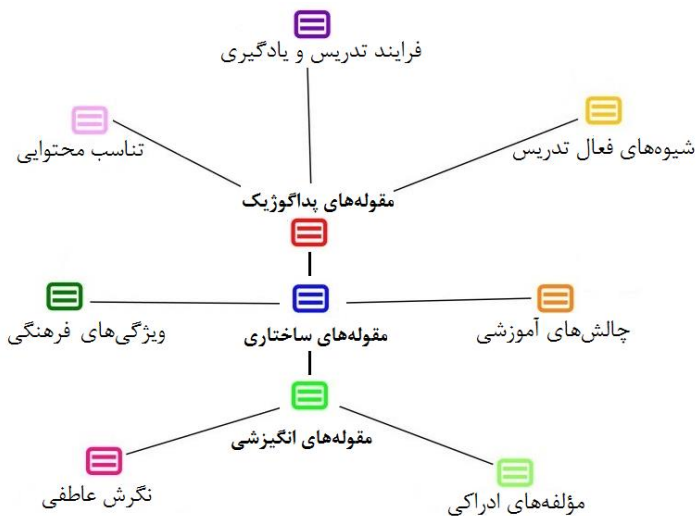 فرایند تدریس و یادگیری
شیوه‌های فعال تدریس
تناسب محتوایی
مقوله‌های پداگوژیک
چالش‌های آموزشی
مقوله‌های ساختاری
ویژگی‌های فرهنگی
مقوله‌های انگیزشی
مؤلفه‌های ادراکی
نگرش عاطفی